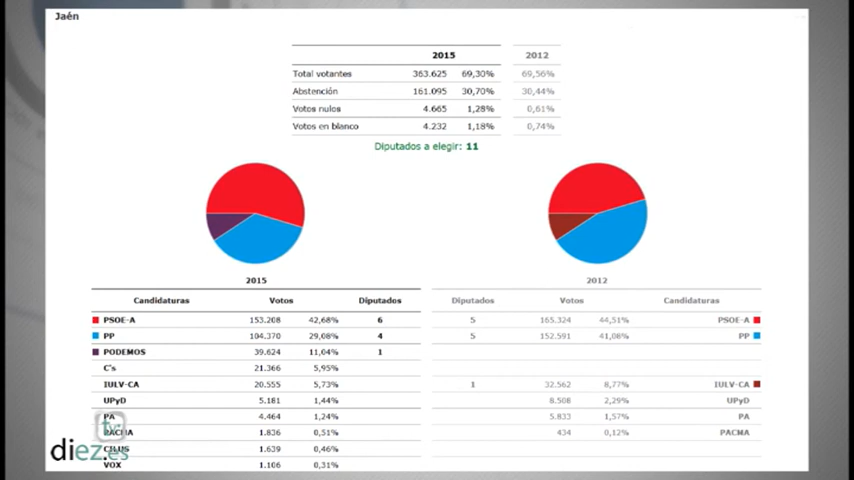 Jaén
2015 2012
Total votantes 363.625 69,30% 69,56%
Abstención 161.095 30,70% 30,44%
Votos nulos 4.665 1,28% 0,61%
Votos en blanco 4.232 1,18% 0,74%
Diputados a elegir: 11
2015 2012
Candidaturas Votos Diputados Diputados Votos Candidaturas
PSOE-A 153.208 42,68% 6 5 165.324 44,51% PSOE-A
PP 104.370 29,08% 4 5 152.591 41,08% PP
PODEMOS 39.624 11,04% 1
C's 21.366 5,95%
IULV-CA 20.555 5,73% 1 32.562 8,77% IULV-CA
UPyD 5.181 1,44% 8.508 2,29% UPyD
PA 4.464 1,24% 5.833 1,57% PA
PACMA 1.836 0,51% 434 0,12% PACMA
CILUS 1.639 0,46%
VOX 1.106 0,31%
tv
diez.es